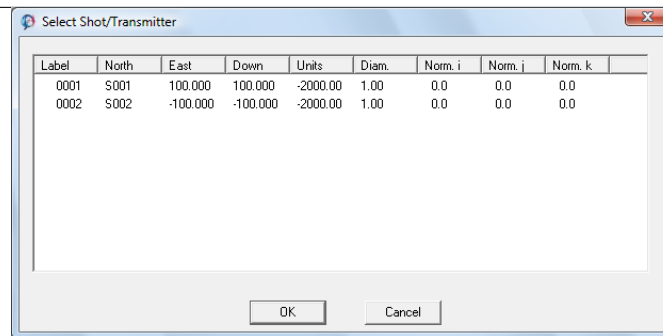 Select Shot/Transmitter
Label North East Down Units Diam. Norm. i Norm. j Norm. k
0001 S001 100.000 100.000 -2000.00 1.00 0.0 0.0 0.0
0002 S002 -100.000 -100.000 -2000.00 1.00 0.0 0.0 0.0
OK Cancel